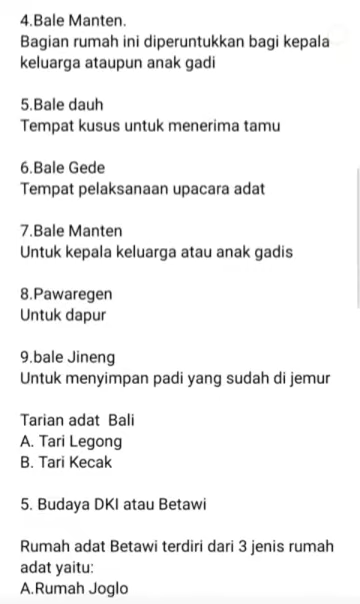 4.Bale Manten.
Bagian rumah ini diperuntukkan bagi kepala
keluarga ataupun anak gadi
5.Bale dauh
Tempat kusus untuk menerima tamu
6.Bale Gede
Tempat pelaksanaan upacara adat
7.Bale Manten
Untuk kepala keluarga atau anak gadis
8.Pawaregen
Untuk dapur
9.bale Jineng
Untuk menyimpan padi yang sudah di jemur
Tarian adat  Bali
A. Tari Legong
B. Tari Kecak
5. Budaya DKI atau Betawi
Rumah adat Betawi terdiri dari 3 jenis rumah
adat yaitu:
A.Rumah Joglo